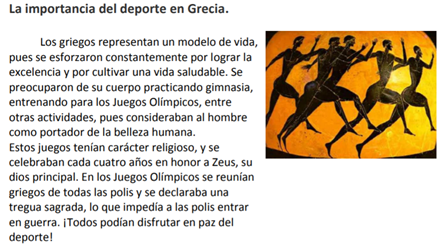 La importancia del deporte en Grecia.
Los griegos representan un modelo de vida,
pues se esforzaron constantemente por lograr la
excelencia y por cultivar una vida saludable. Se
preocuparon de su cuerpo practicando gimnasia,
entrenando para los Juegos Olímpicos, entre
otras actividades, pues consideraban al hombre
como portador de la belleza humana.
Estos juegos tenían carácter religioso, y se
celebraban cada cuatro años en honor a Zeus, su
dios principal. En los Juegos Olímpicos se reunían
griegos de todas las polis y se declaraba una
tregua sagrada, lo que impedía a las polis entrar
en guerra. ¡Todos podían disfrutar en paz del
deporte!